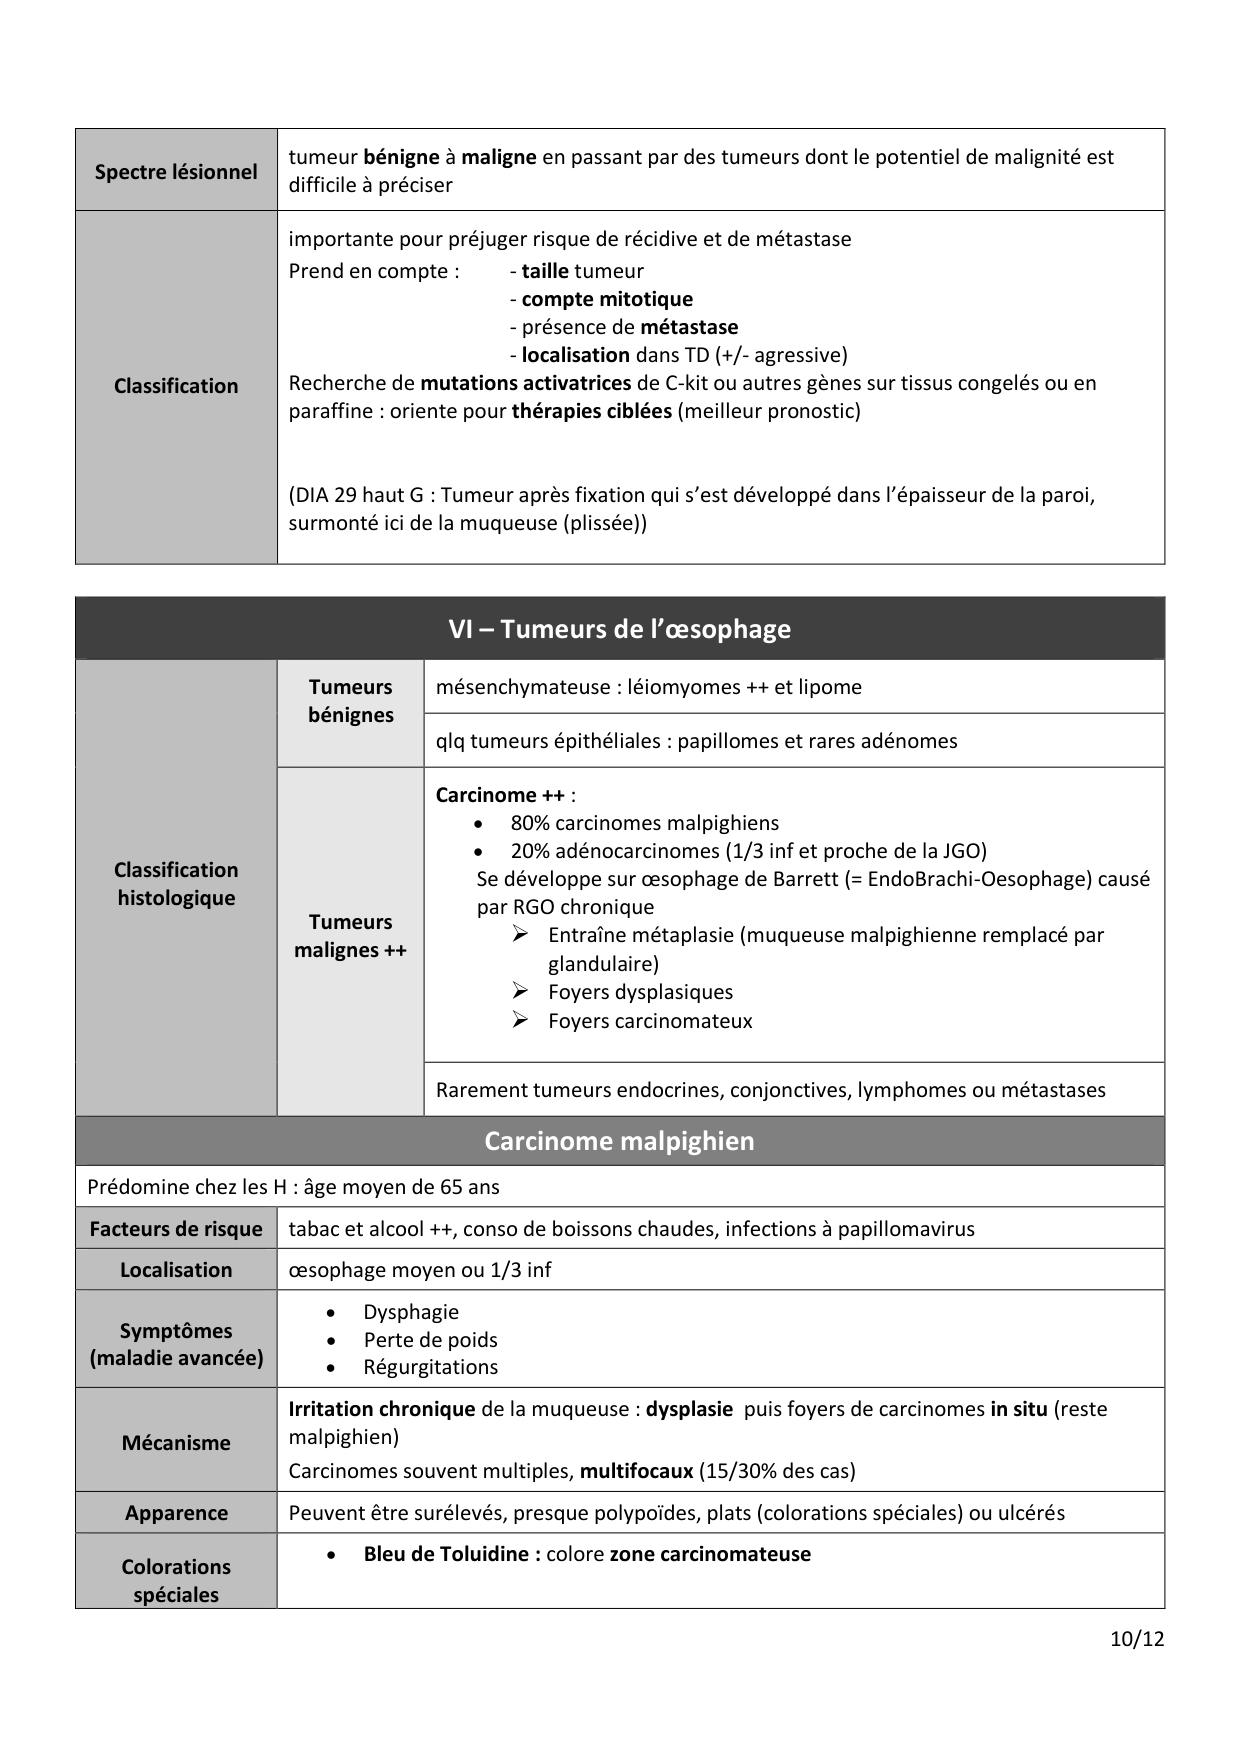 Spectre lésionnel
tumeur bénigne à maligne en passant par des tumeurs dont le potentiel de malignité est
difficile à préciser
Classification
importante pour préjuger risque de récidive et de métastase
Prend en compte : - taille tumeur
- compte mitotique
- présence de métastase
- localisation dans TD (+/- agressive)
Recherche de mutations activatrices de C-kit ou autres gènes sur tissus congelés ou en
paraffine : oriente pour thérapies ciblées (meilleur pronostic)
(DIA 29 haut G : Tumeur après fixation qui s’est développé dans l’épaisseur de la paroi,
surmonté ici de la muqueuse (plissée))
VI – Tumeurs de l’œsophage
Classification
histologique
Tumeurs
bénignes
mésenchymateuse : léiomyomes ++ et lipome
qlq tumeurs épithéliales : papillomes et rares adénomes
Tumeurs
malignes ++
Carcinome ++ :
• 80% carcinomes malpighiens
• 20% adénocarcinomes (1/3 inf et proche de la JGO)
Se développe sur œsophage de Barrett (= EndoBrachi-Oesophage) causé
par RGO chronique
➢ Entraîne métaplasie (muqueuse malpighienne remplacé par
glandulaire)
➢ Foyers dysplasiques
➢ Foyers carcinomateux
Rarement tumeurs endocrines, conjonctives, lymphomes ou métastases
Carcinome malpighien
Prédomine chez les H : âge moyen de 65 ans
Facteurs de risque
tabac et alcool ++, conso de boissons chaudes, infections à papillomavirus
Localisation
œsophage moyen ou 1/3 inf
Symptômes
(maladie avancée)
• Dysphagie
• Perte de poids
• Régurgitations
Mécanisme
Irritation chronique de la muqueuse : dysplasie puis foyers de carcinomes in situ (reste
malpighien)
Carcinomes souvent multiples, multifocaux (15/30% des cas)
Apparence
Peuvent être surélevés, presque polypoïdes, plats (colorations spéciales) ou ulcérés
Colorations
spéciales
• Bleu de Toluidine : colore zone carcinomateuse
10/12